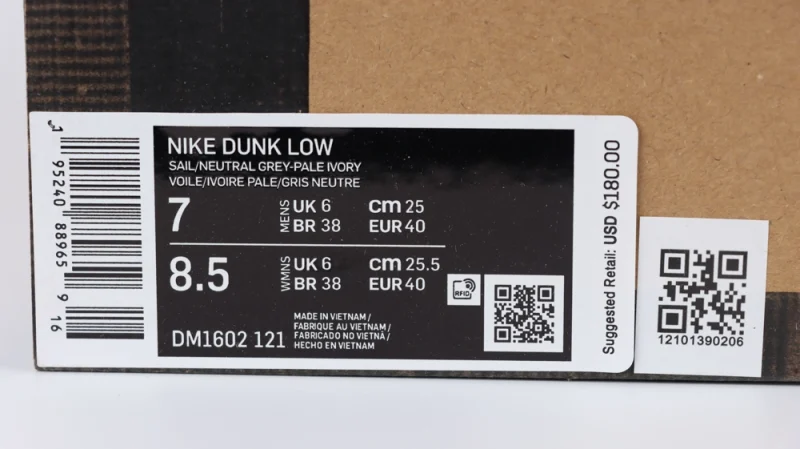 1 95240 88965 9 16
NIKE DUNK LOW
SAIL/NEUTRAL GREY-PALE IVORY
VOILE/IVOIRE PALE/GRIS NEUTRE
7 MENS UK 6 cm 25
BR 38 EUR 40
8.5 WMNS UK 6 cm 25.5
BR 38 EUR 40
RFID
DM1602 121
MADE IN VIETNAM/
FABRIQUE AU VIETNAM/
FABRICADO NO VIETNÃ/
HECHO EN VIETNAM
Suggested Retail: USD $180.00
12101390206